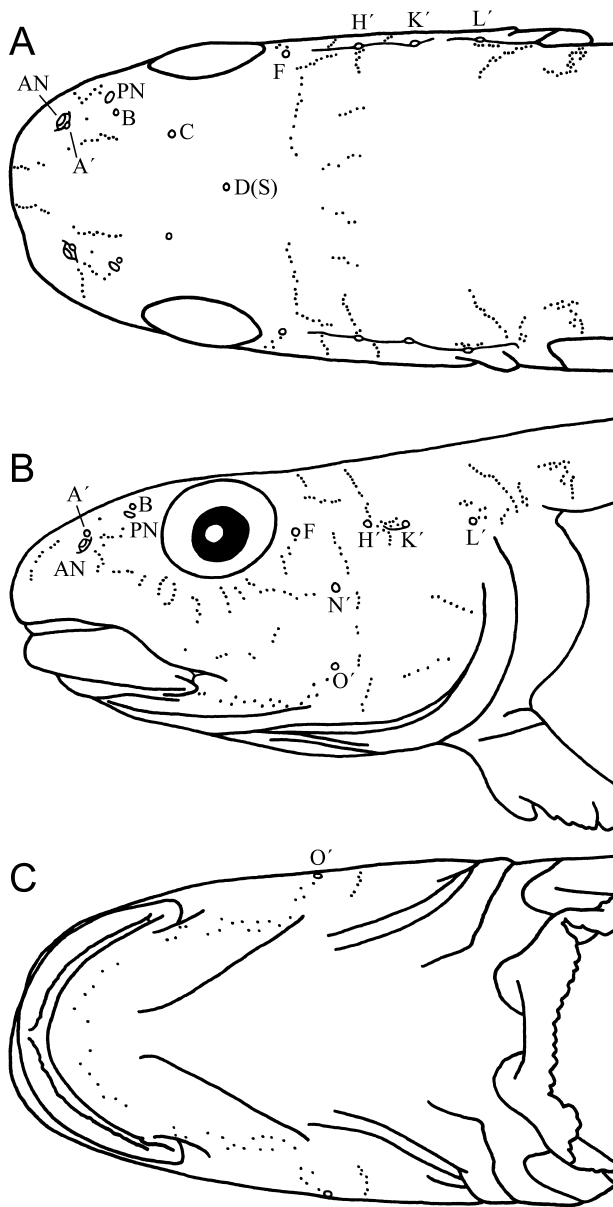 A
H′ K′ L′
F
AN PN
B
C
A′
D(S)
B
A′ B
PN
AN
F H′ K′ L′
N′
O′
C
O′